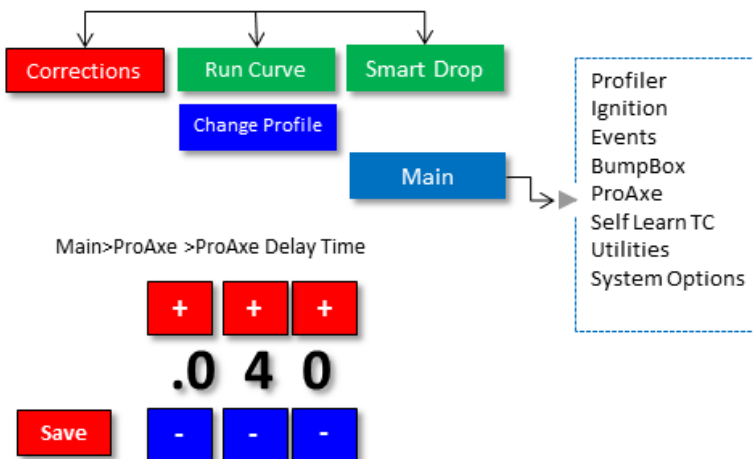 Corrections
Run Curve
Smart Drop
Change Profile
Main
Profiler
Ignition
Events
BumpBox
ProAxe
Self Learn TC
Utilities
System Options
Main>ProAxe >ProAxe Delay Time
+ + +
.0 4 0
Save - - -